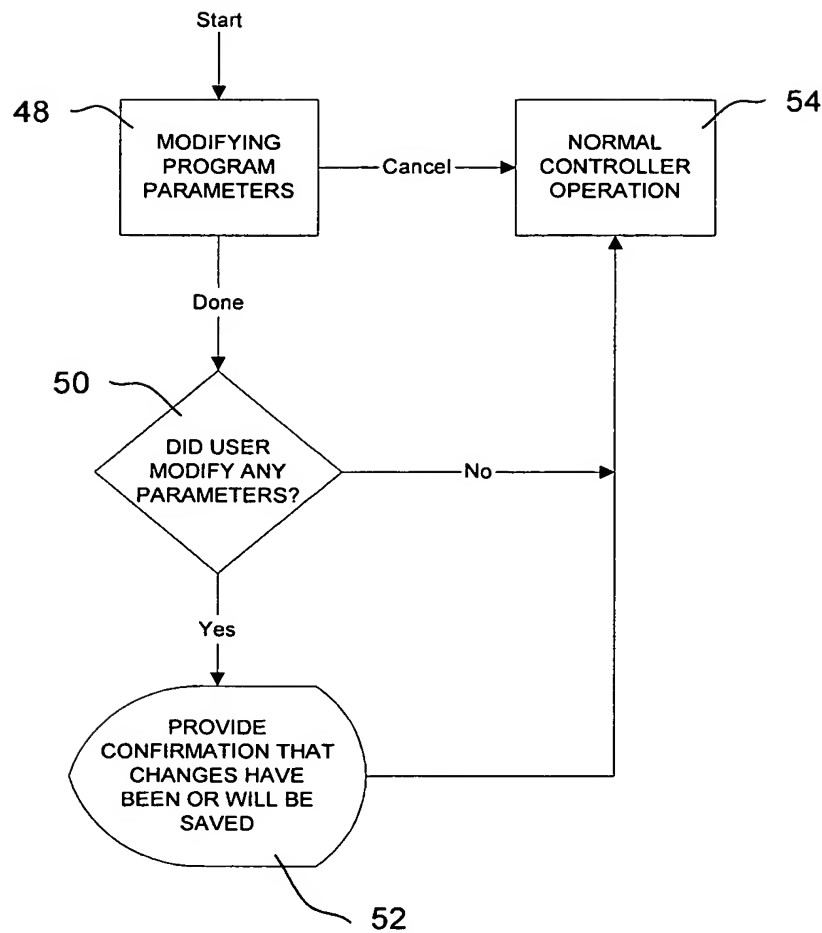 Start
48
MODIFYING
PROGRAM
PARAMETERS
Cancel
NORMAL
CONTROLLER
OPERATION
54
Done
50
DID USER
MODIFY ANY
PARAMETERS?
No
Yes
PROVIDE
CONFIRMATION THAT
CHANGES HAVE
BEEN OR WILL BE
SAVED
52